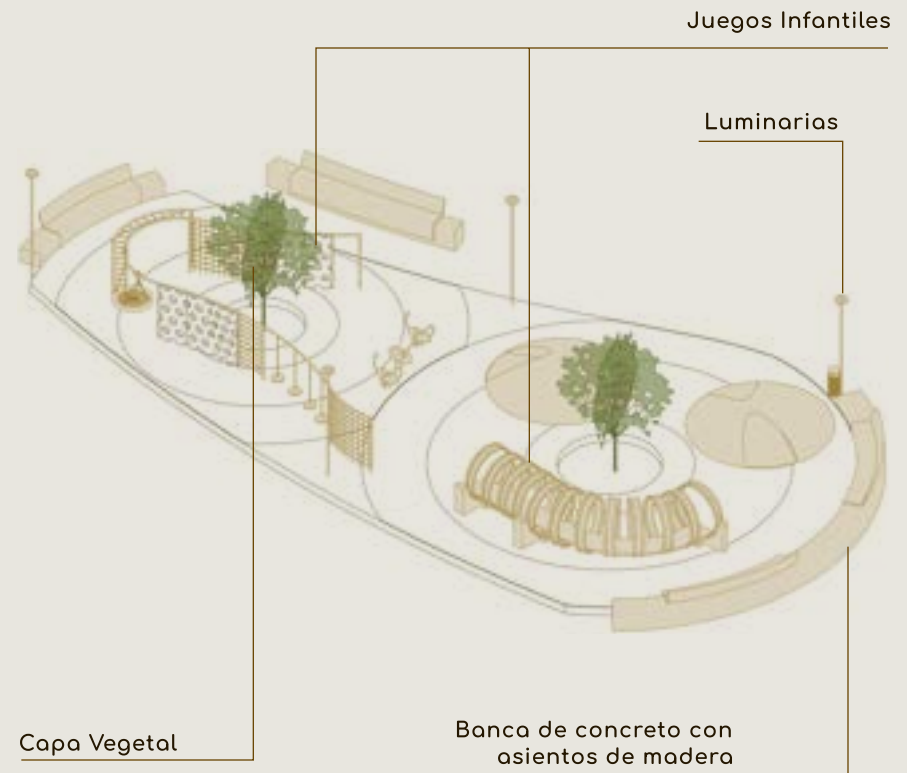 Juegos Infantiles
Luminarias
Capa Vegetal
Banca de concreto con
asientos de madera